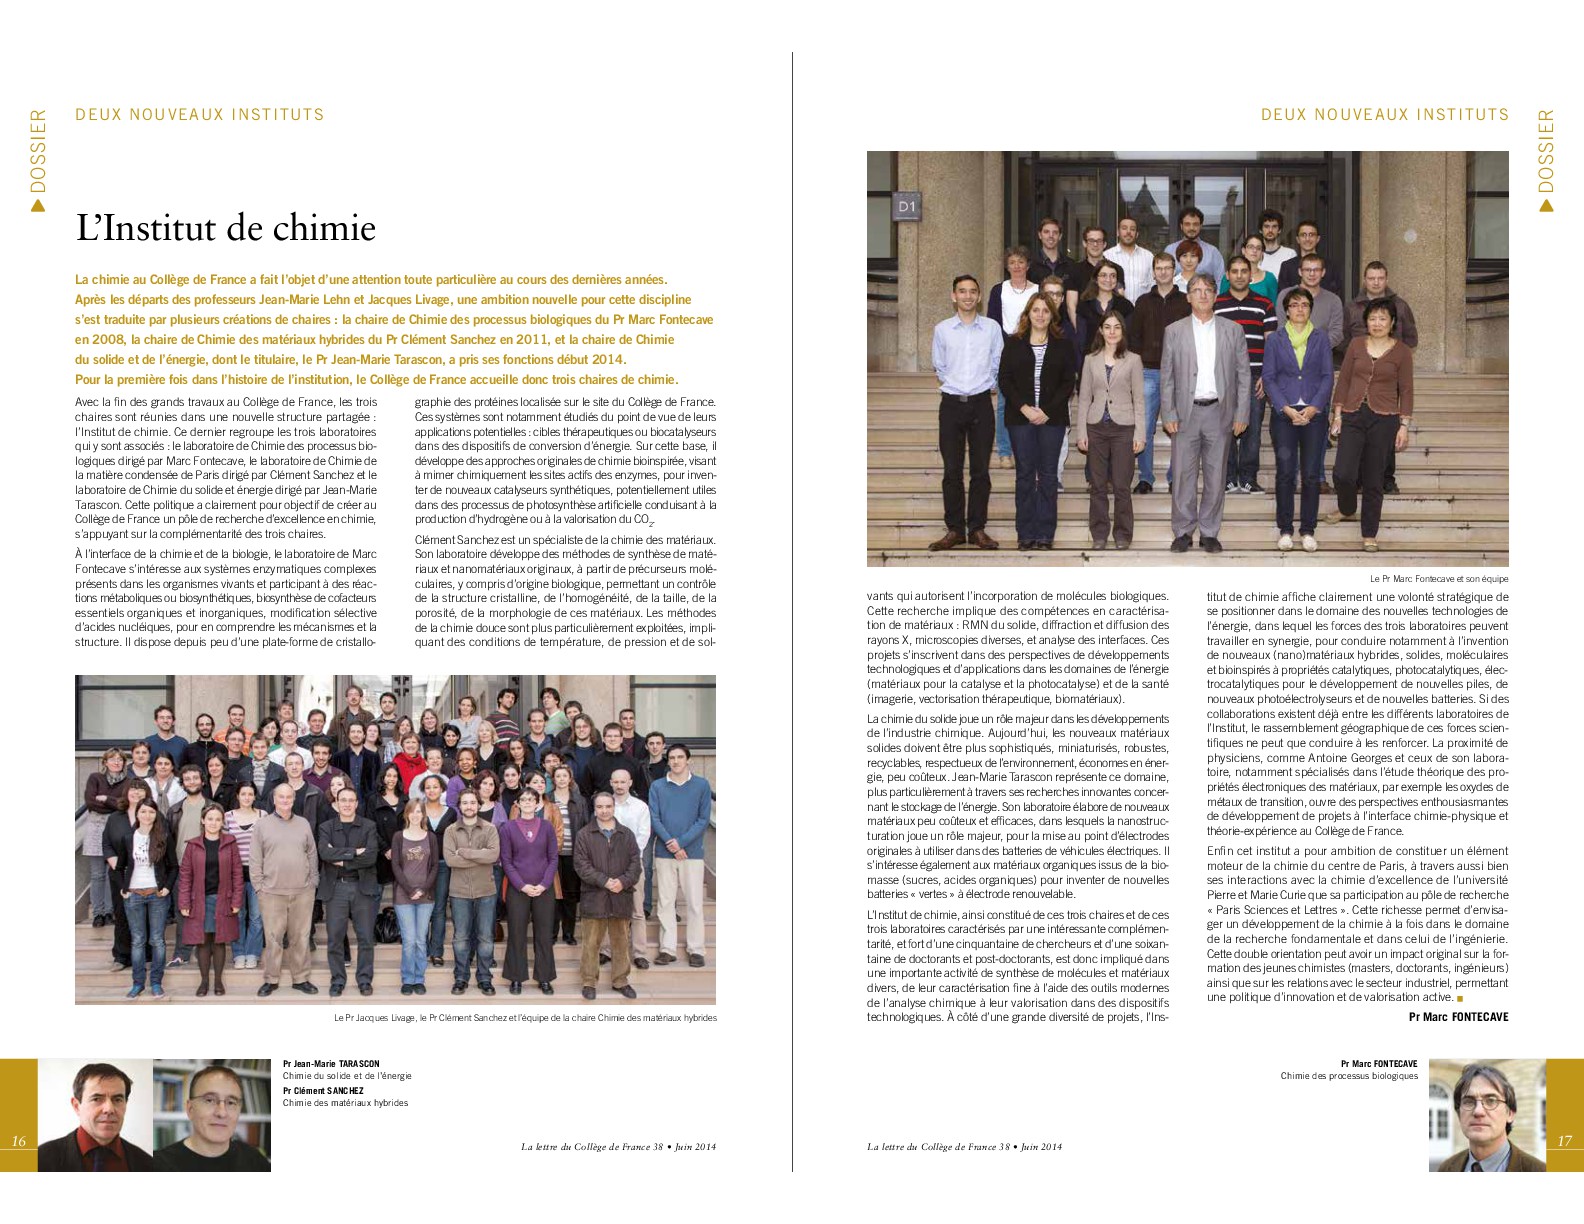 DEUX NOUVEAUX INSTITUTS
DOSSIER
L'Institut de chimie
La chimie au Collège de France a fait l'objet d'une attention toute particulière au cours des dernières années.
Après les départs des professeurs Jean-Marie Lehn et Jacques Livage, une ambition nouvelle pour cette discipline
s'est traduite par plusieurs créations de chaires : la chaire de Chimie des processus biologiques du Pr Marc Fontecave
en 2008, la chaire de Chimie des matériaux hybrides du Pr Clément Sanchez en 2011, et la chaire de Chimie
du solide et de l'énergie, dont le titulaire, le Pr Jean-Marie Tarascon, a pris ses fonctions début 2014.
Pour la première fois dans l'histoire de l'institution, le Collège de France accueille donc trois chaires de chimie.
Avec la fin des grands travaux au Collège de France, les trois
chaires sont réunies dans une nouvelle structure partagée :
l'Institut de chimie. Ce dernier regroupe les trois laboratoires
qui y sont associés : le laboratoire de Chimie des processus bio-
logiques dirigé par Marc Fontecave, le laboratoire de Chimie de
la matière condensée de Paris dirigé par Clément Sanchez et le
laboratoire de Chimie du solide et énergie dirigé par Jean-Marie
Tarascon. Cette politique a clairement pour objectif de créer au
Collège de France un pôle de recherche d'excellence en chimie,
s'appuyant sur la complémentarité des trois chaires.
À l'interface de la chimie et de la biologie, le laboratoire de Marc
Fontecave s'intéresse aux systèmes enzymatiques complexes
présents dans les organismes vivants et participant à des réac-
tions métaboliques ou biosynthétiques, biosynthèse de cofacteurs
essentiels organiques et inorganiques, modification sélective
d'acides nucléiques, pour en comprendre les mécanismes et la
structure. Il dispose depuis peu d'une plate-forme de cristallo-
graphie des protéines localisée sur le site du Collège de France.
Ces systèmes sont notamment étudiés du point de vue de leurs
applications potentielles : cibles thérapeutiques ou biocatalyseurs
dans des dispositifs de conversion d'énergie. Sur cette base, il
développe des approches originales de chimie bioinspirée, visant
à mimer chimiquement les sites actifs des enzymes, pour inven-
ter de nouveaux catalyseurs synthétiques, potentiellement utiles
dans des processus de photosynthèse artificielle conduisant à la
production d'hydrogène ou à la valorisation du CO2.
Clément Sanchez est un spécialiste de la chimie des matériaux.
Son laboratoire développe des méthodes de synthèse de maté-
riaux et nanomatériaux originaux, à partir de précurseurs molé-
culaires, y compris d'origine biologique, permettant un contrôle
de la structure cristalline, de l'homogénéité, de la taille, de la
porosité, de la morphologie de ces matériaux. Les méthodes
de la chimie douce sont plus particulièrement exploitées, impli-
quant des conditions de température, de pression et de sol-
Le Pr Jacques Livage, le Pr Clément Sanchez et l'équipe de la chaire Chimie des matériaux hybrides
Pr Jean-Marie TARASCON
Chimie du solide et de l'énergie
Pr Clément SANCHEZ
Chimie des matériaux hybrides
16
La lettre du Collège de France 38 • Juin 2014
DEUX NOUVEAUX INSTITUTS
DOSSIER
D1
Le Pr Marc Fontecave et son équipe
vants qui autorisent l'incorporation de molécules biologiques.
Cette recherche implique des compétences en caractérisa-
tion de matériaux : RMN du solide, diffraction et diffusion des
rayons X, microscopies diverses, et analyse des interfaces. Ces
projets s'inscrivent dans des perspectives de développements
technologiques et d'applications dans les domaines de l'énergie
(matériaux pour la catalyse et la photocatalyse) et de la santé
(imagerie, vectorisation thérapeutique, biomatériaux).
La chimie du solide joue un rôle majeur dans les développements
de l'industrie chimique. Aujourd'hui, les nouveaux matériaux
solides doivent être plus sophistiqués, miniaturisés, robustes,
recyclables, respectueux de l'environnement, économes en éner-
gie, peu coûteux. Jean-Marie Tarascon représente ce domaine,
plus particulièrement à travers ses recherches innovantes concer-
nant le stockage de l'énergie. Son laboratoire élabore de nouveaux
matériaux peu coûteux et efficaces, dans lesquels la nanostruc-
turation joue un rôle majeur, pour la mise au point d'électrodes
originales à utiliser dans des batteries de véhicules électriques. Il
s'intéresse également aux matériaux organiques issus de la bio-
masse (sucres, acides organiques) pour inventer de nouvelles
batteries « vertes » à électrode renouvelable.
L'Institut de chimie, ainsi constitué de ces trois chaires et de ces
trois laboratoires caractérisés par une intéressante complémen-
tarité, et fort d'une cinquantaine de chercheurs et d'une soixan-
taine de doctorants et post-doctorants, est donc impliqué dans
une importante activité de synthèse de molécules et matériaux
divers, de leur caractérisation fine à l'aide des outils modernes
de l'analyse chimique à leur valorisation dans des dispositifs
technologiques. À côté d'une grande diversité de projets, l'Ins-
titut de chimie affiche clairement une volonté stratégique de
se positionner dans le domaine des nouvelles technologies de
l'énergie, dans lequel les forces des trois laboratoires peuvent
travailler en synergie, pour conduire notamment à l'invention
de nouveaux (nano)matériaux hybrides, solides, moléculaires
et bioinspirés à propriétés catalytiques, photocatalytiques, élec-
trocatalytiques pour le développement de nouvelles piles, de
nouveaux photoélectrolyseurs et de nouvelles batteries. Si des
collaborations existent déjà entre les différents laboratoires de
l'Institut, le rassemblement géographique de ces forces scien-
tifiques ne peut que conduire à les renforcer. La proximité de
physiciens, comme Antoine Georges et ceux de son labora-
toire, notamment spécialisés dans l'étude théorique des pro-
priétés électroniques des matériaux, par exemple les oxydes de
métaux de transition, ouvre des perspectives enthousiasmantes
de développement de projets à l'interface chimie-physique et
théorie-expérience au Collège de France.
Enfin cet institut a pour ambition de constituer un élément
moteur de la chimie du centre de Paris, à travers aussi bien
ses interactions avec la chimie d'excellence de l'université
Pierre et Marie Curie que sa participation au pôle de recherche
« Paris Sciences et Lettres ». Cette richesse permet d'envisa-
ger un développement de la chimie à la fois dans le domaine
de la recherche fondamentale et dans celui de l'ingénierie.
Cette double orientation peut avoir un impact original sur la for-
mation des jeunes chimistes (masters, doctorants, ingénieurs)
ainsi que sur les relations avec le secteur industriel, permettant
une politique d'innovation et de valorisation active.
Pr Marc FONTECAVE
Pr Marc FONTECAVE
Chimie des processus biologiques
La lettre du Collège de France 38 • Juin 2014
17